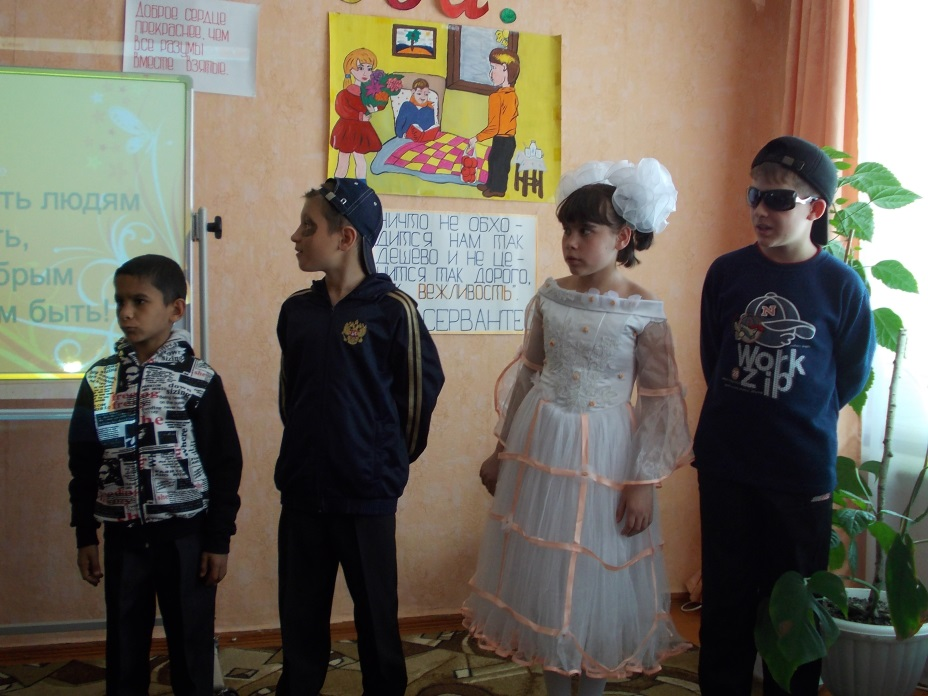 ДОБРОЕ СЕРДЦЕ
ПРЕКРАСНЕЕ, ЧЕМ
ВСЕ РАЗУМЫ
ВМЕСТЕ ВЗЯТЫЕ.
ть людям
ть,
брым
м быть!
НИЧТО НЕ ОБХО-
ДИТСЯ НАМ ТАК
ДЕШЕВО И НЕ ЦЕ-
НИТСЯ ТАК ДОРОГО,
ВЕЖЛИВОСТЬ".
СЕРВАНТЕ
N
Work
Zip